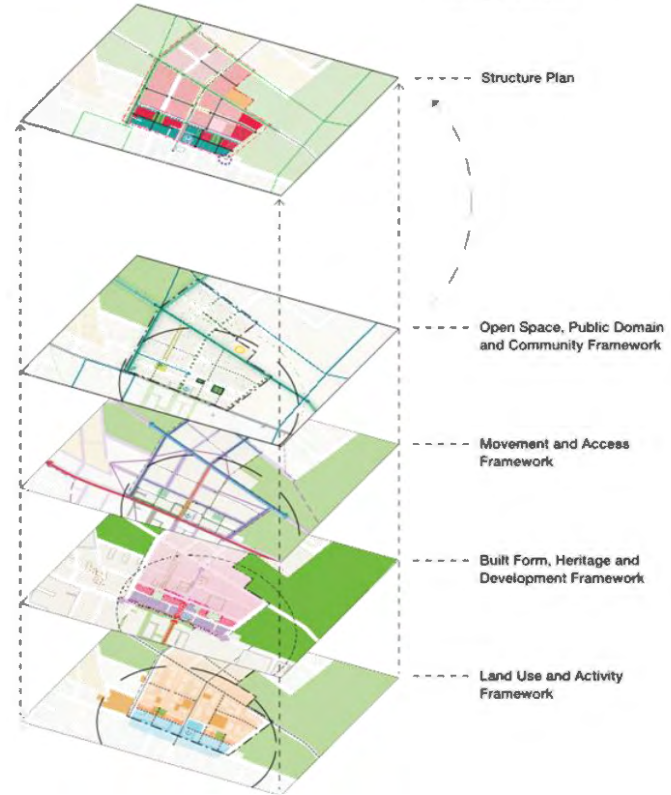 Structure Plan
Open Space, Public Domain
and Community Framework
Movement and Access
Framework
Built Form, Heritage and
Development Framework
Land Use and Activity
Framework